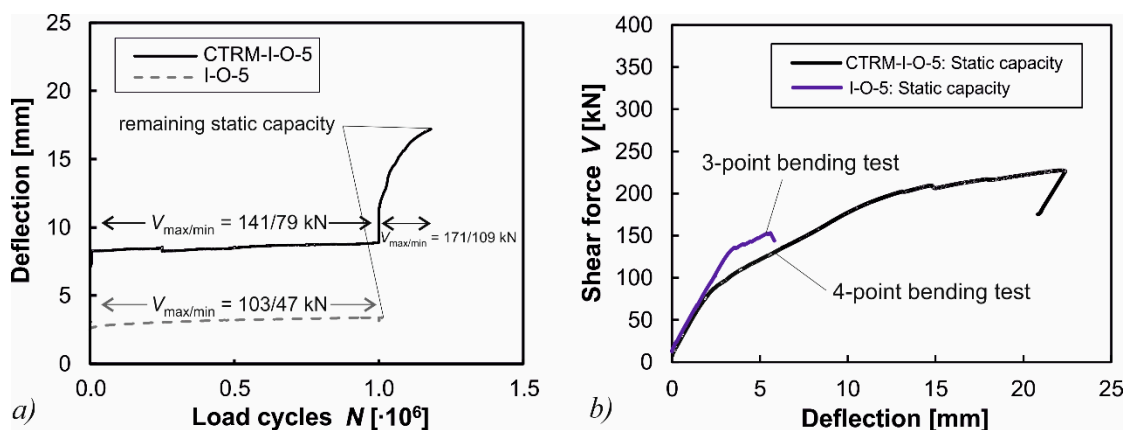 25
20
15
10
5
0
Deflection [mm]
CTRM-I-O-5
I-O-5
remaining static capacity
Vmax/min = 141/79 kN
Vmax/min = 171/109 kN
Vmax/min = 103/47 kN
0.0 0.5 1.0 1.5
a) Load cycles N [·10⁶]
400
350
300
250
200
150
100
50
0
Shear force V [kN]
CTRM-I-O-5: Static capacity
I-O-5: Static capacity
3-point bending test
4-point bending test
0 5 10 15 20 25
b) Deflection [mm]